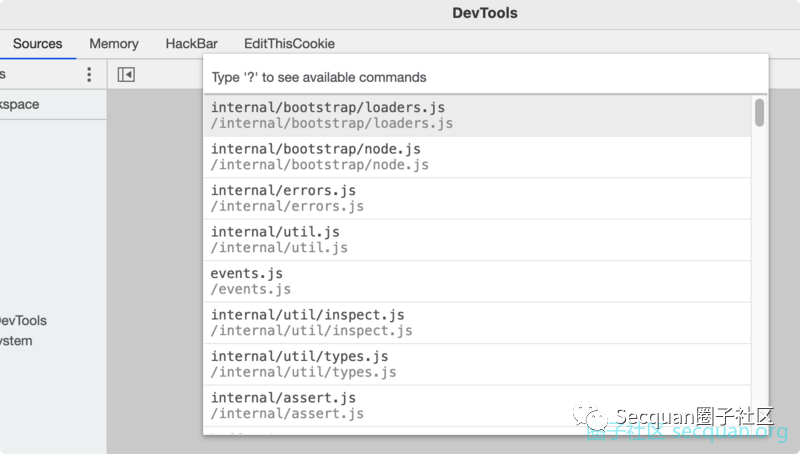 DevTools
Sources Memory HackBar EditThisCookie
s
Type '?' to see available commands
kspace
internal/bootstrap/loaders.js
/internal/bootstrap/loaders.js
internal/bootstrap/node.js
/internal/bootstrap/node.js
internal/errors.js
/internal/errors.js
internal/util.js
/internal/util.js
events.js
/events.js
internal/util/inspect.js
/internal/util/inspect.js
DevTools
ystem
internal/util/types.js
/internal/util/types.js
internal/assert.js
/internal/assert.js
Secquan圈子社区
圈子社区 secquan.org